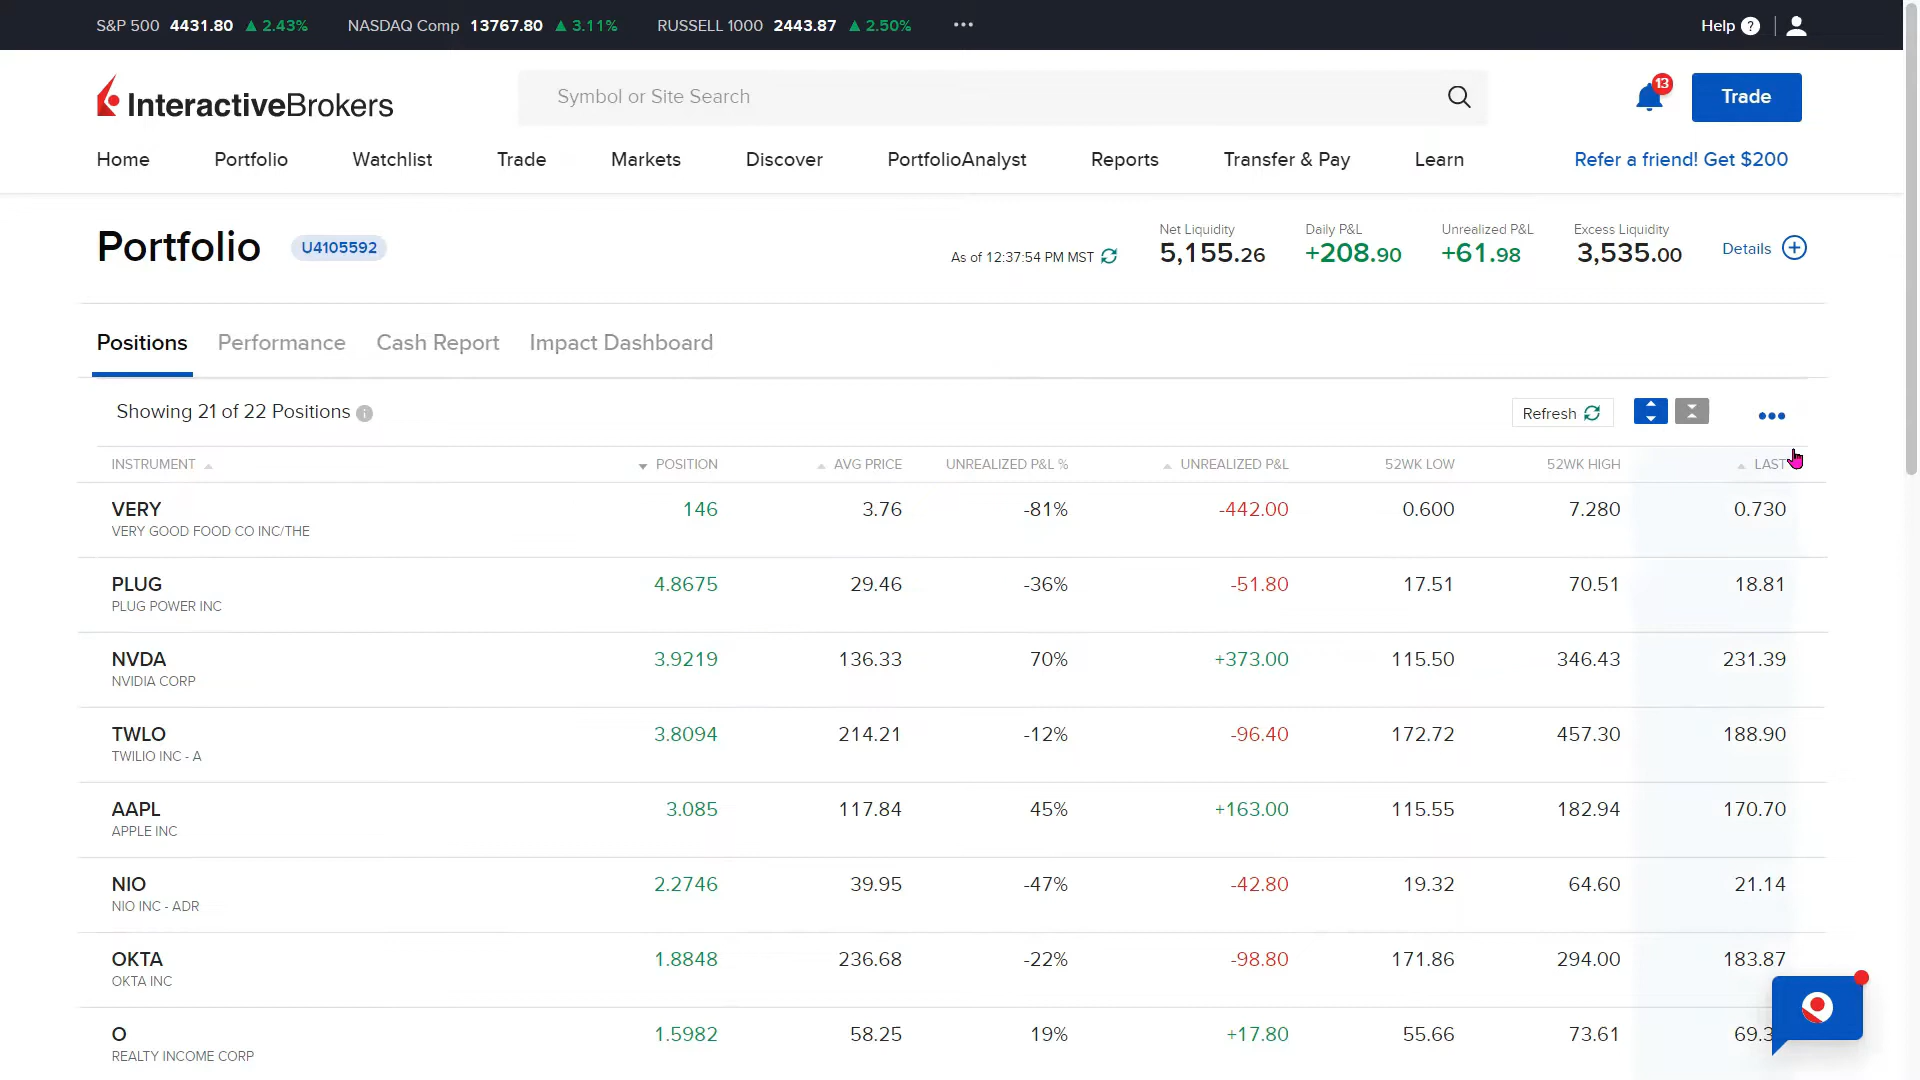 S&P 500 4431.80 ▲ 2.43% NASDAQ Comp 13767.80 ▲ 3.11% RUSSELL 1000 2443.87 ▲ 2.50% ••• Help ?
InteractiveBrokers Symbol or Site Search 13 Trade
Home Portfolio Watchlist Trade Markets Discover PortfolioAnalyst Reports Transfer & Pay Learn Refer a friend! Get $200
Portfolio U4105592 As of 12:37:54 PM MST
Net Liquidity Daily P&L Unrealized P&L Excess Liquidity
5,155.26 +208.90 +61.98 3,535.00 Details
Positions Performance Cash Report Impact Dashboard
Showing 21 of 22 Positions Refresh •••
INSTRUMENT POSITION AVG PRICE UNREALIZED P&L % UNREALIZED P&L 52WK LOW 52WK HIGH LAST
VERY 146 3.76 -81% -442.00 0.600 7.280 0.730
VERY GOOD FOOD CO INC/THE
PLUG 4.8675 29.46 -36% -51.80 17.51 70.51 18.81
PLUG POWER INC
NVDA 3.9219 136.33 70% +373.00 115.50 346.43 231.39
NVIDIA CORP
TWLO 3.8094 214.21 -12% -96.40 172.72 457.30 188.90
TWILIO INC - A
AAPL 3.085 117.84 45% +163.00 115.55 182.94 170.70
APPLE INC
NIO 2.2746 39.95 -47% -42.80 19.32 64.60 21.14
NIO INC - ADR
OKTA 1.8848 236.68 -22% -98.80 171.86 294.00 183.87
OKTA INC
O 1.5982 58.25 19% +17.80 55.66 73.61
REALTY INCOME CORP